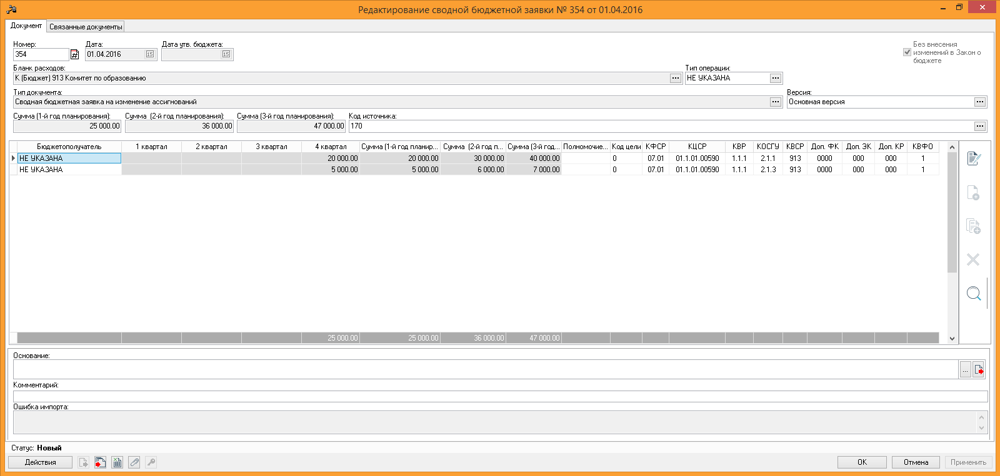 Редактирование сводной бюджетной заявки № 354 от 01.04.2016
Документ Связанные документы
Номер: Дата: Дата утв. бюджета:
354 # 01.04.2016 15 15
Без внесения
изменений в Закон о
бюджете
Бланк расходов: Тип операции:
К (Бюджет) 913 Комитет по образованию ... НЕ УКАЗАНА ...
Тип документа: Версия:
Сводная бюджетная заявка на изменение ассигнований ... Основная версия ...
Сумма (1-й год планирования): Сумма (2-й год планирования): Сумма (3-й год планирования): Код источника:
25 000.00 36 000.00 47 000.00 170 ...
Бюджетополучатель 1 квартал 2 квартал 3 квартал 4 квартал Сумма (1-й год планир... Сумма (2-й год п... Сумма (3-й год... Полномочие... Код цели КФСР КЦСР КВР КОСГУ КВСР Доп. ФК Доп. ЭК Доп. КР КВФО
НЕ УКАЗАНА 20 000.00 20 000.00 30 000.00 40 000.00 0 07.01 01.1.01.00590 1.1.1 2.1.1 913 0000 000 000 1
НЕ УКАЗАНА 5 000.00 5 000.00 6 000.00 7 000.00 0 07.01 01.1.01.00590 1.1.1 2.1.3 913 0000 000 000 1
25 000.00 25 000.00 36 000.00 47 000.00
Основание:
...
Комментарий:
Ошибка импорта:
Статус: Новый
Действия OK Отмена Применить